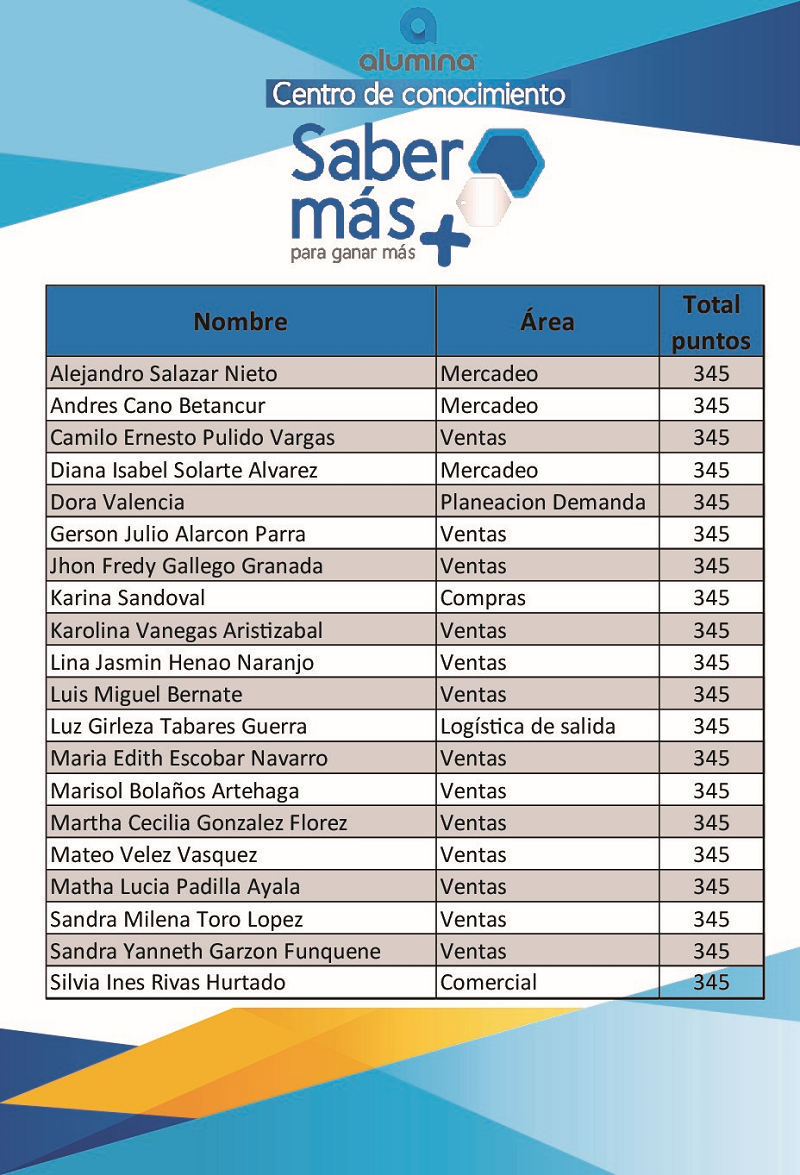 alumina
Centro de conocimiento
Saber
más
para ganar más
Nombre Área Total puntos
Alejandro Salazar Nieto Mercadeo 345
Andres Cano Betancur Mercadeo 345
Camilo Ernesto Pulido Vargas Ventas 345
Diana Isabel Solarte Alvarez Mercadeo 345
Dora Valencia Planeacion Demanda 345
Gerson Julio Alarcon Parra Ventas 345
Jhon Fredy Gallego Granada Ventas 345
Karina Sandoval Compras 345
Karolina Vanegas Aristizabal Ventas 345
Lina Jasmin Henao Naranjo Ventas 345
Luis Miguel Bernate Ventas 345
Luz Girleza Tabares Guerra Logística de salida 345
Maria Edith Escobar Navarro Ventas 345
Marisol Bolaños Artehaga Ventas 345
Martha Cecilia Gonzalez Florez Ventas 345
Mateo Velez Vasquez Ventas 345
Matha Lucia Padilla Ayala Ventas 345
Sandra Milena Toro Lopez Ventas 345
Sandra Yanneth Garzon Funquene Ventas 345
Silvia Ines Rivas Hurtado Comercial 345